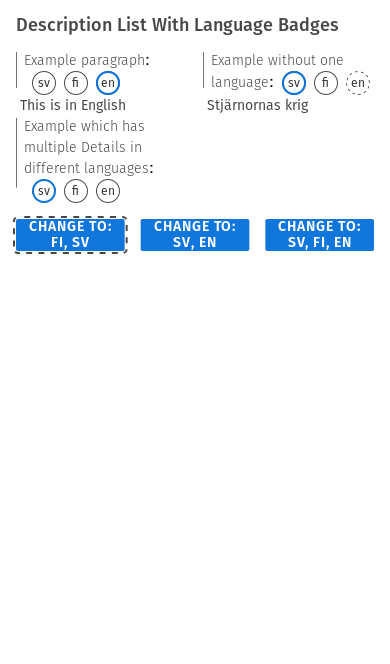 Description List With Language Badges
Example paragraph:
sv fi en
This is in English
Example without one
language: sv fi en
Stjärnornas krig
Example which has
multiple Details in
different languages:
sv fi en
CHANGE TO:
FI, SV
CHANGE TO:
SV, EN
CHANGE TO:
SV, FI, EN